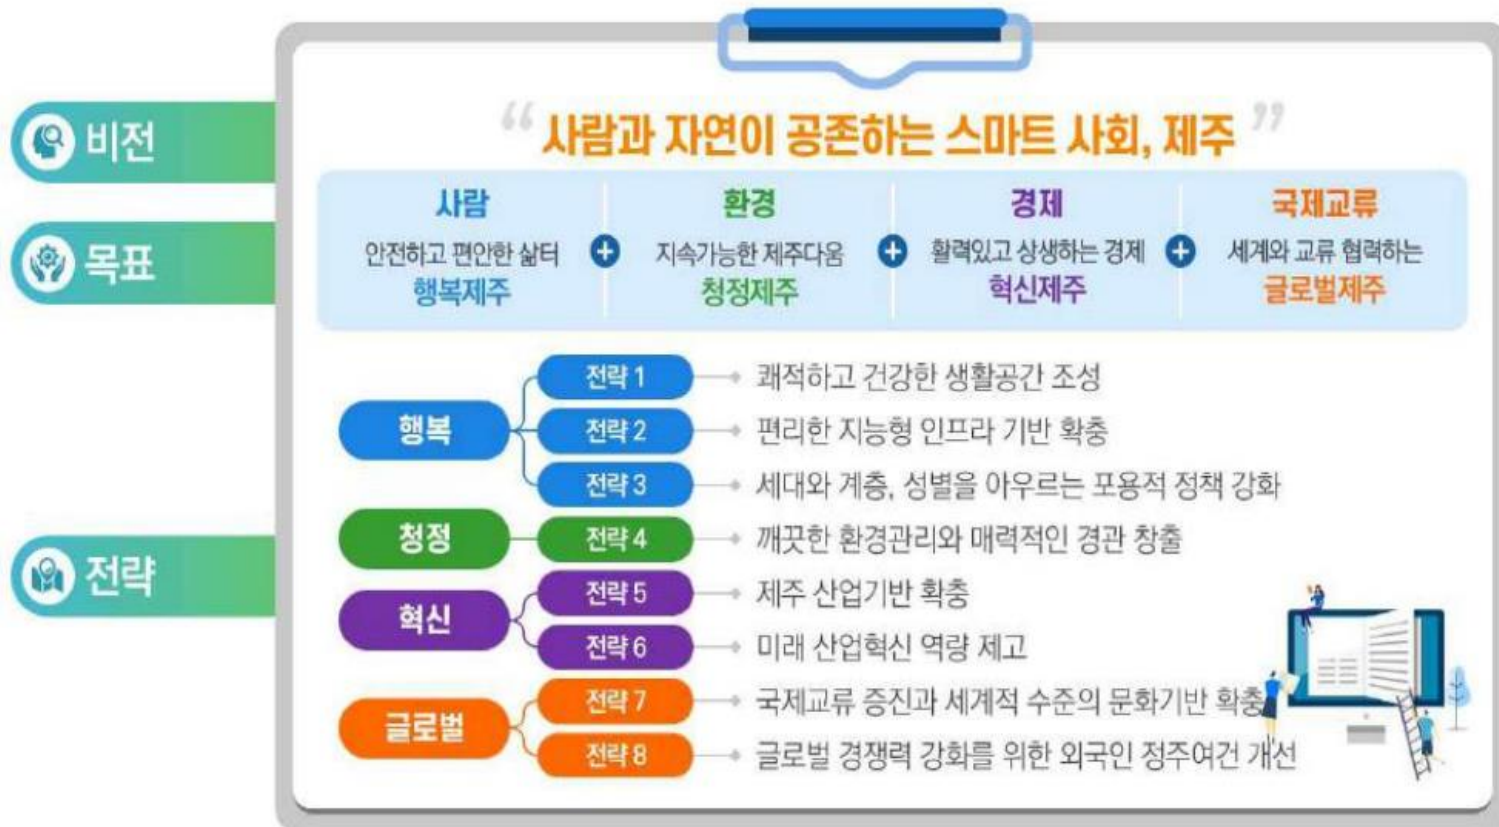 비전
“ 사람과 자연이 공존하는 스마트 사회, 제주 ”
목표
사람
안전하고 편안한 삶터
행복제주
+
환경
지속가능한 제주다움
청정제주
+
경제
활력있고 상생하는 경제
혁신제주
+
국제교류
세계와 교류 협력하는
글로벌제주
전략
행복
전략 1 쾌적하고 건강한 생활공간 조성
전략 2 편리한 지능형 인프라 기반 확충
전략 3 세대와 계층, 성별을 아우르는 포용적 정책 강화
청정
전략 4 깨끗한 환경관리와 매력적인 경관 창출
혁신
전략 5 제주 산업기반 확충
전략 6 미래 산업혁신 역량 제고
글로벌
전략 7 국제교류 증진과 세계적 수준의 문화기반 확충
전략 8 글로벌 경쟁력 강화를 위한 외국인 정주여건 개선